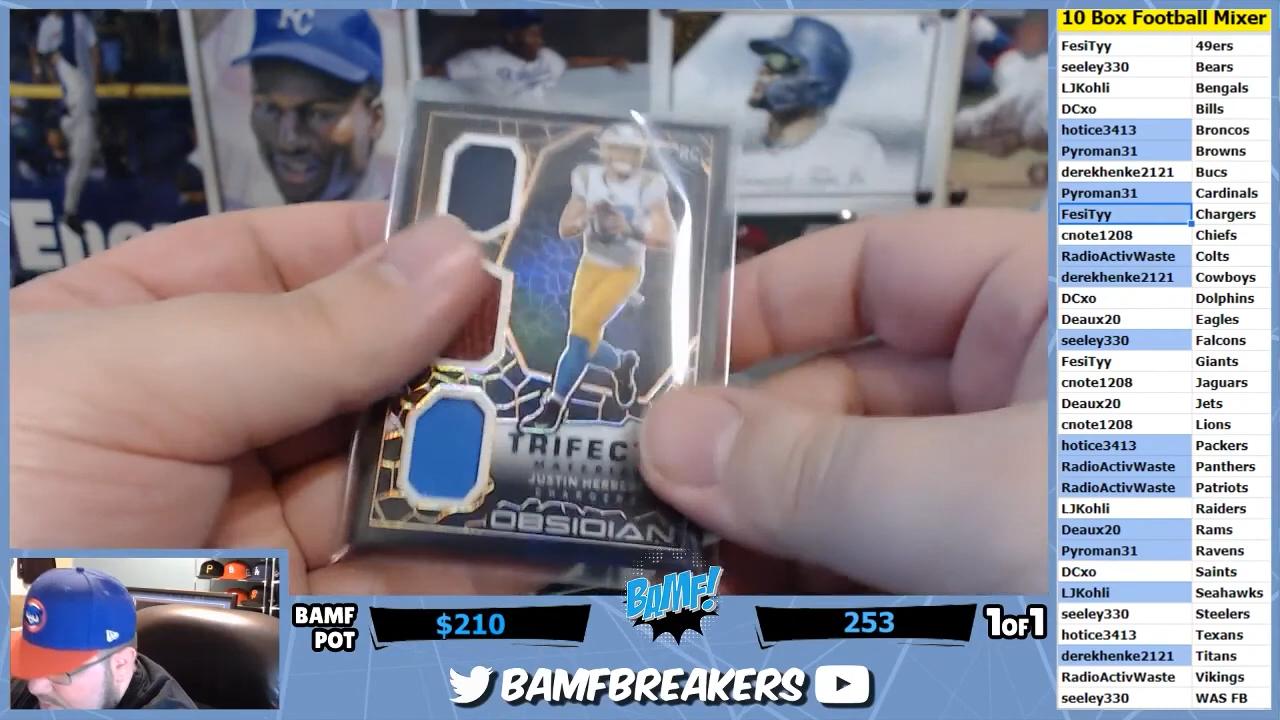 10 Box Football Mixer
FesiTyy 49ers
seeley330 Bears
LJKohli Bengals
DCxo Bills
hotice3413 Broncos
Pyroman31 Browns
derekhenke2121 Bucs
Pyroman31 Cardinals
FesiTyy Chargers
cnote1208 Chiefs
RadioActivWaste Colts
derekhenke2121 Cowboys
DCxo Dolphins
Deaux20 Eagles
seeley330 Falcons
FesiTyy Giants
cnote1208 Jaguars
Deaux20 Jets
cnote1208 Lions
hotice3413 Packers
RadioActivWaste Panthers
RadioActivWaste Patriots
LJKohli Raiders
Deaux20 Rams
Pyroman31 Ravens
DCxo Saints
LJKohli Seahawks
seeley330 Steelers
hotice3413 Texans
derekhenke2121 Titans
RadioActivWaste Vikings
seeley330 WAS FB
KC
RC
TRIFECT
JUSTIN
CHARGERS
OBSIDIAN
BAMF
POT
$210
BAMF!
253
1OF1
BAMFBREAKERS